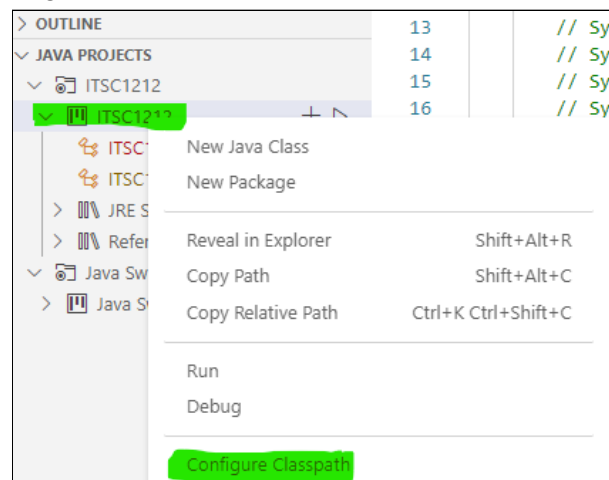 OUTLINE
JAVA PROJECTS
ITSC1212
ITSC1212
ITSC
ITSC
JRE S
Refer
Java Sw
Java S
13 // Sy
14 // Sy
15 // Sy
16 // Sy
New Java Class
New Package
Reveal in Explorer Shift+Alt+R
Copy Path Shift+Alt+C
Copy Relative Path Ctrl+K Ctrl+Shift+C
Run
Debug
Configure Classpath